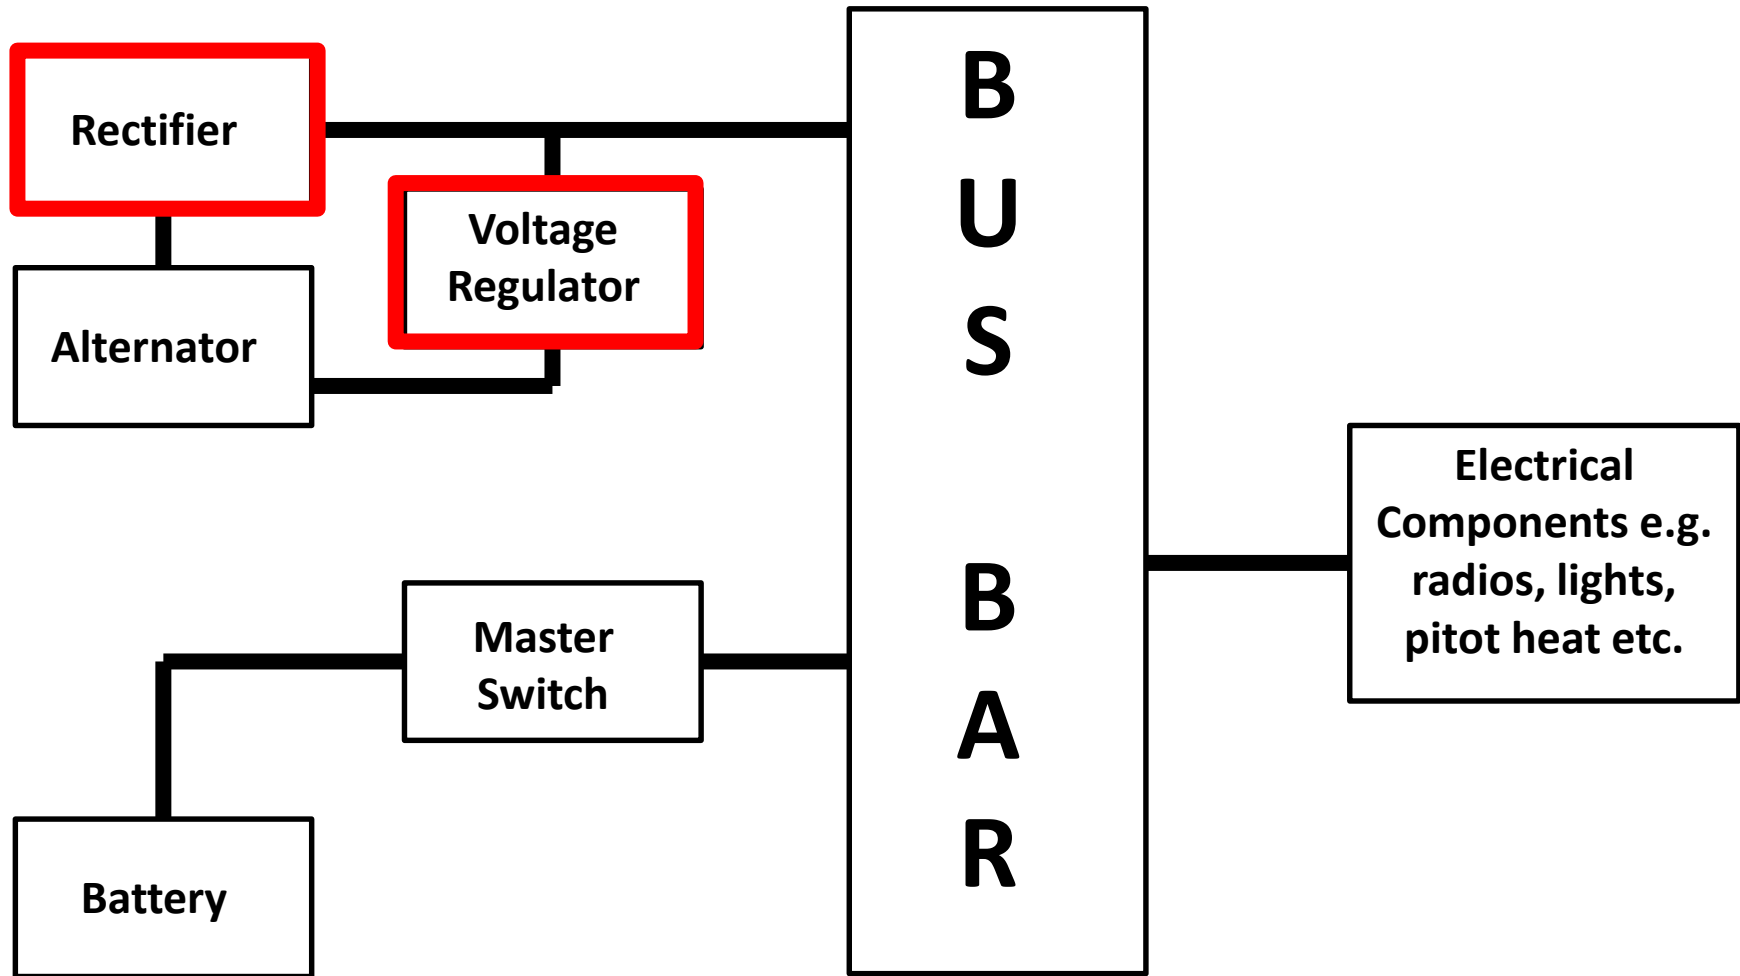 Rectifier
Voltage
Regulator
Alternator
B
U
S
B
A
R
Electrical
Components e.g.
radios, lights,
pitot heat etc.
Master
Switch
Battery